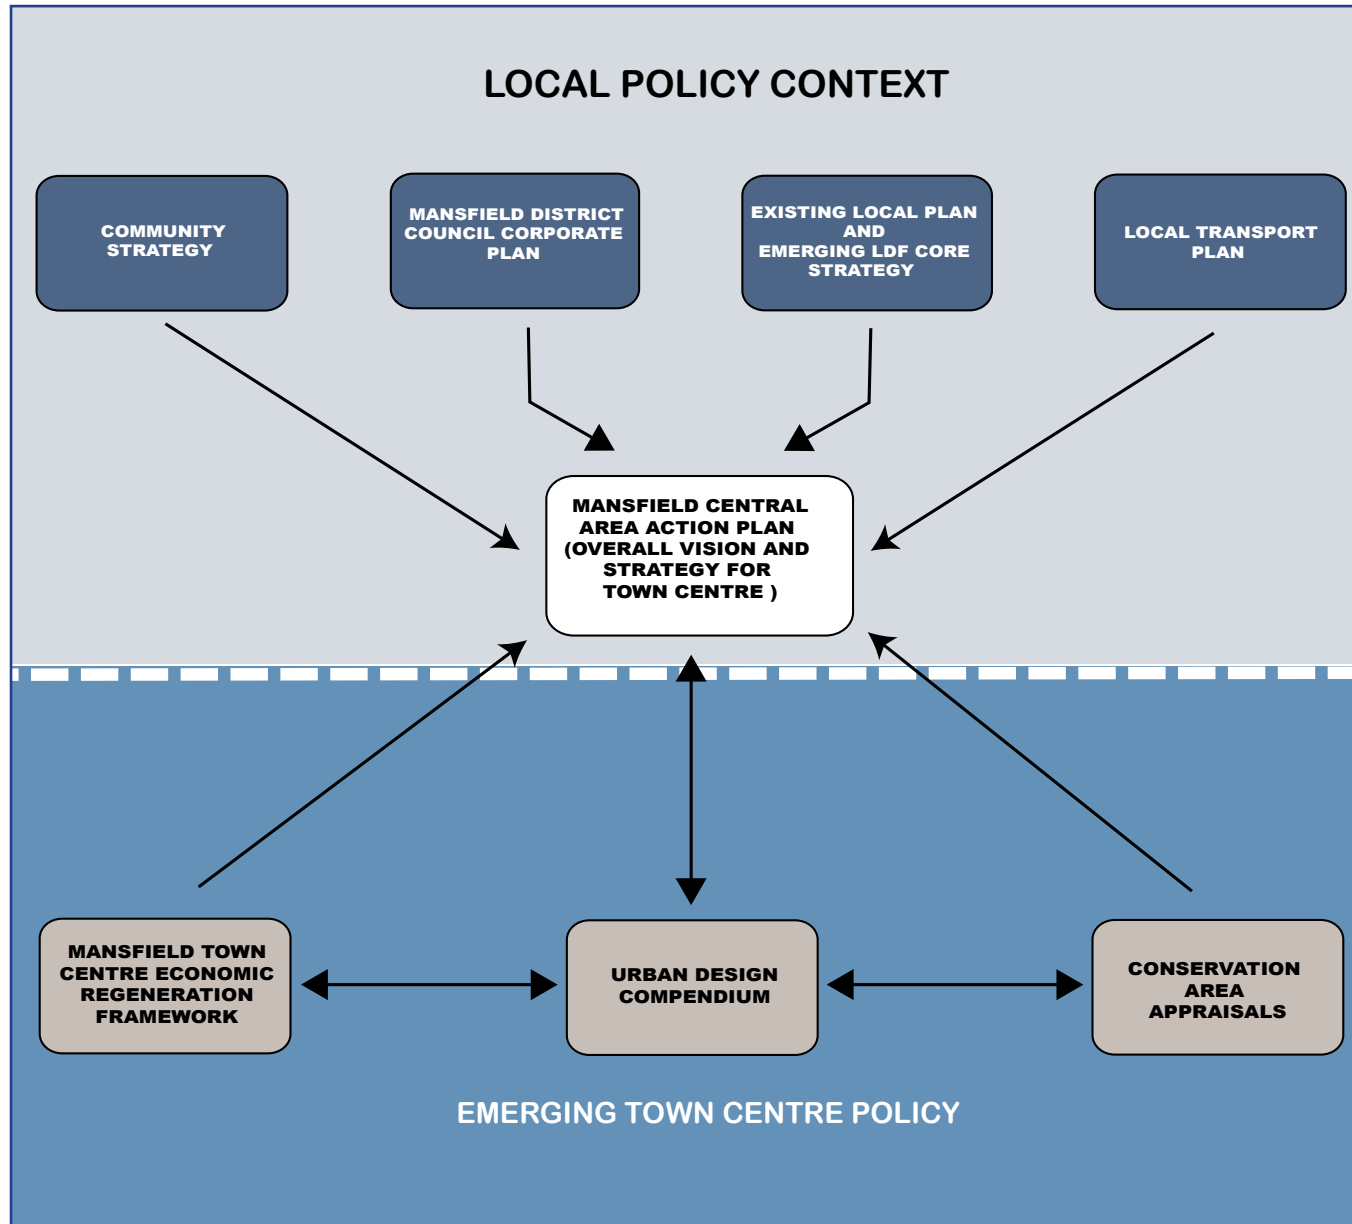 LOCAL POLICY CONTEXT
COMMUNITY
STRATEGY
MANSFIELD DISTRICT
COUNCIL CORPORATE
PLAN
EXISTING LOCAL PLAN
AND
EMERGING LDF CORE
STRATEGY
LOCAL TRANSPORT
PLAN
MANSFIELD CENTRAL
AREA ACTION PLAN
(OVERALL VISION AND
STRATEGY FOR
TOWN CENTRE )
MANSFIELD TOWN
CENTRE ECONOMIC
REGENERATION
FRAMEWORK
URBAN DESIGN
COMPENDIUM
CONSERVATION
AREA
APPRAISALS
EMERGING TOWN CENTRE POLICY